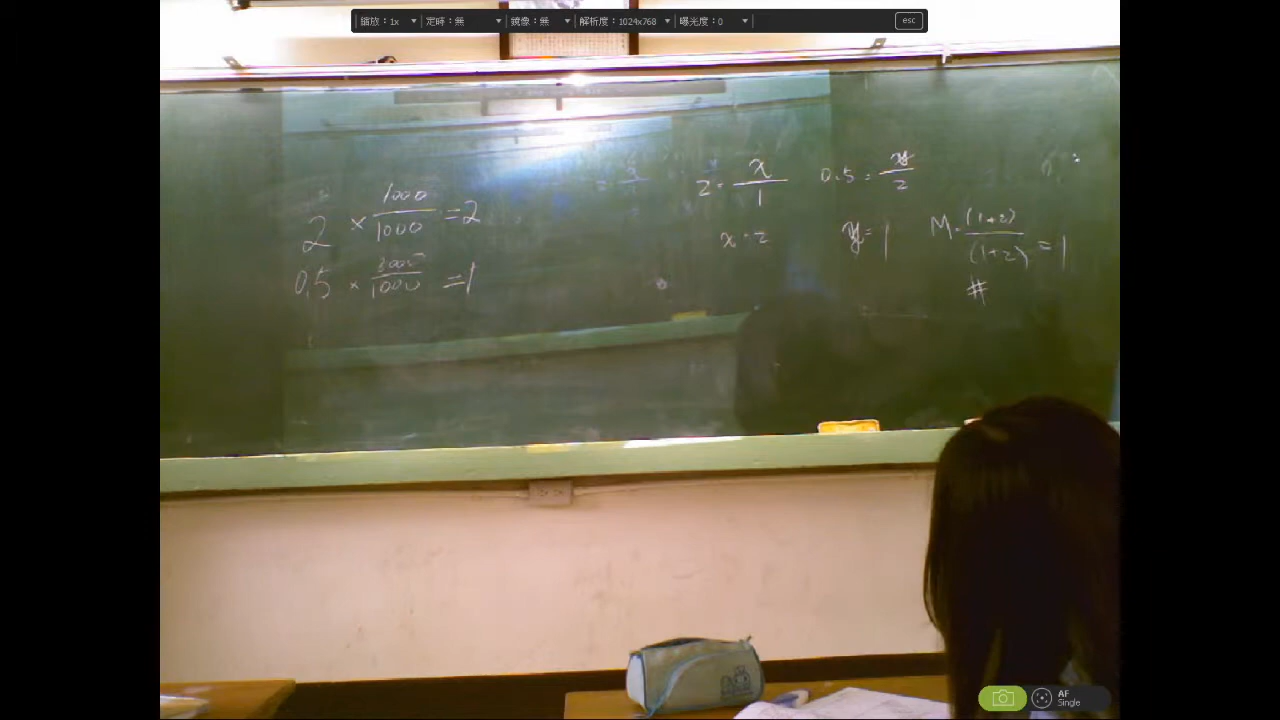 縮放：1x 定時：無 鏡像：無 解析度：1024x768 曝光度：0 esc
2 × 1000/1000 = 2
0.5 × 2000/1000 = 1
2 = x/1
x = 2
0.5 = y/2
y = 1
M = (1+2)/(1+2) = 1
#
AF
Single